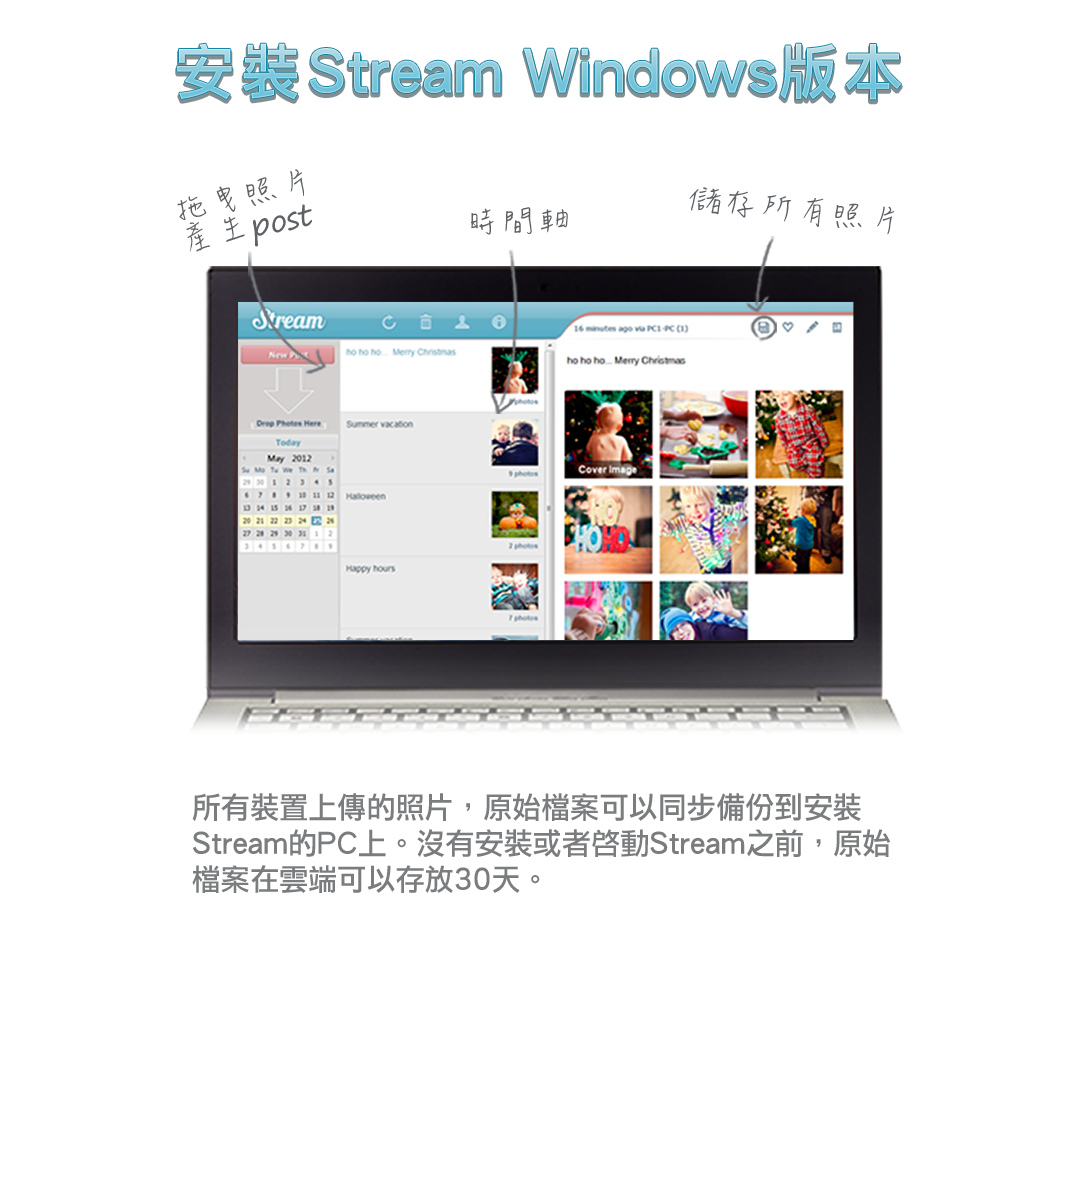 安裝Stream Windows版本
拖曳照片
產生post
時間軸
儲存所有照片
Stream
16 minutes ago via PC1-PC (1)
New Post
Drop Photos Here
Today
May 2012
Su Mo Tu We Th Fr Sa
29 30 1 2 3 4 5
6 7 8 9 10 11 12
13 14 15 16 17 18 19
20 21 22 23 24 25 26
27 28 29 30 31 1 2
3 4 5 6 7 8 9
ho ho ho... Merry Christmas
photos
Summer vacation
9 photos
Halloween
2 photos
Happy hours
7 photos
Summer vacation
ho ho ho... Merry Christmas
Cover Image
HO
HOHO
所有裝置上傳的照片，原始檔案可以同步備份到安裝
Stream的PC上。沒有安裝或者啓動Stream之前，原始
檔案在雲端可以存放30天。